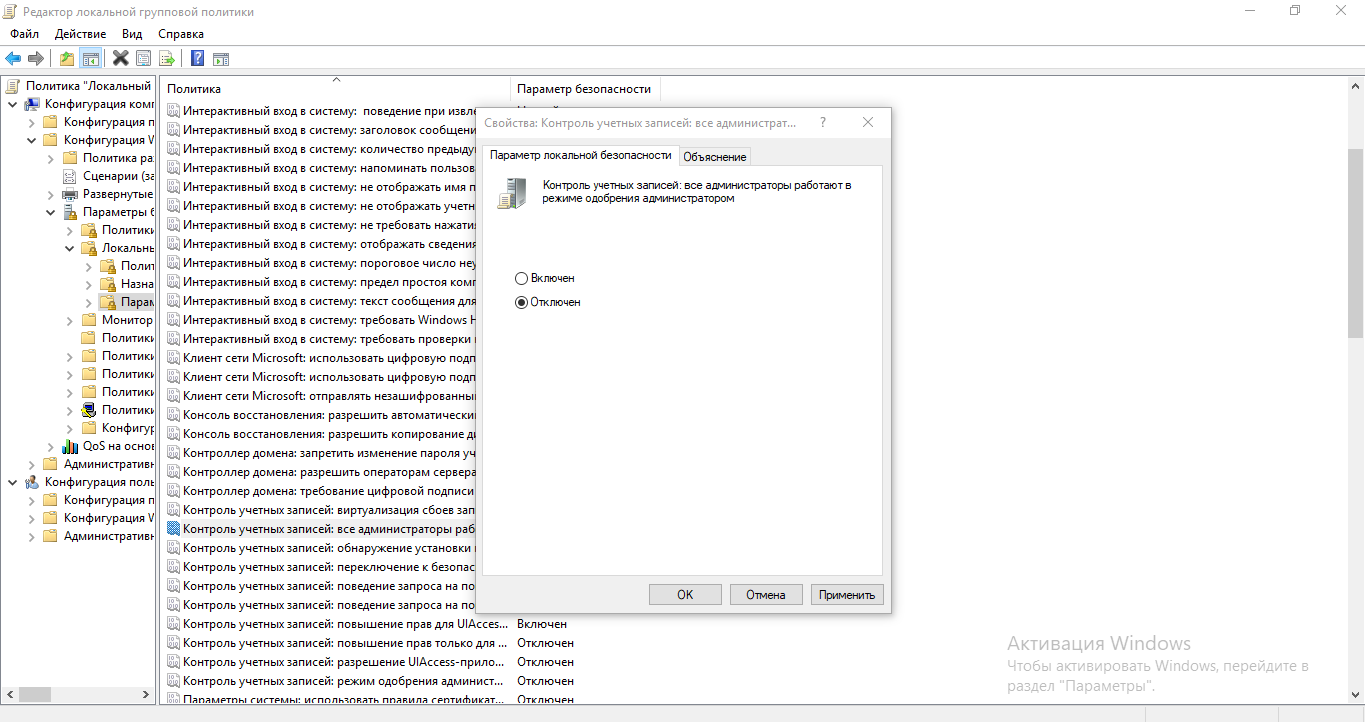 Редактор локальной групповой политики
Файл Действие Вид Справка
Политика "Локальный
Конфигурация комп
Конфигурация п
Конфигурация W
Политика ра
Сценарии (за
Развернутые
Параметры б
Политики
Локальны
Полит
Назна
Парам
Монитор
Политики
Политики
Политики
Политики
Политики
Конфигур
QoS на основ
Административн
Конфигурация поль
Конфигурация п
Конфигурация W
Административн
Политика Параметр безопасности
Интерактивный вход в систему: поведение при извле
Интерактивный вход в систему: заголовок сообщени
Интерактивный вход в систему: количество предыду
Интерактивный вход в систему: напоминать пользов
Интерактивный вход в систему: не отображать имя п
Интерактивный вход в систему: не отображать учетн
Интерактивный вход в систему: не требовать нажати
Интерактивный вход в систему: отображать сведения
Интерактивный вход в систему: пороговое число неу
Интерактивный вход в систему: предел простоя комп
Интерактивный вход в систему: текст сообщения для
Интерактивный вход в систему: требовать Windows H
Интерактивный вход в систему: требовать проверки
Клиент сети Microsoft: использовать цифровую подп
Клиент сети Microsoft: использовать цифровую подп
Клиент сети Microsoft: отправлять незашифрованный
Консоль восстановления: разрешить автоматический
Консоль восстановления: разрешить копирование ди
Контроллер домена: запретить изменение пароля уч
Контроллер домена: разрешить операторам сервера
Контроллер домена: требование цифровой подписи
Контроль учетных записей: виртуализация сбоев зап
Контроль учетных записей: все администраторы раб
Контроль учетных записей: обнаружение установки
Контроль учетных записей: переключение к безопас
Контроль учетных записей: поведение запроса на по
Контроль учетных записей: поведение запроса на по
Контроль учетных записей: повышение прав для UIAccess... Включен
Контроль учетных записей: повышение прав только для ... Отключен
Контроль учетных записей: разрешение UIAccess-прило... Отключен
Контроль учетных записей: режим одобрения админист... Отключен
Параметры системы: использовать правила сертификат... Отключен
Свойства: Контроль учетных записей: все администрат... ?
Параметр локальной безопасности Объяснение
Контроль учетных записей: все администраторы работают в
режиме одобрения администратором
Включен
Отключен
ОК Отмена Применить
Активация Windows
Чтобы активировать Windows, перейдите в
раздел "Параметры".